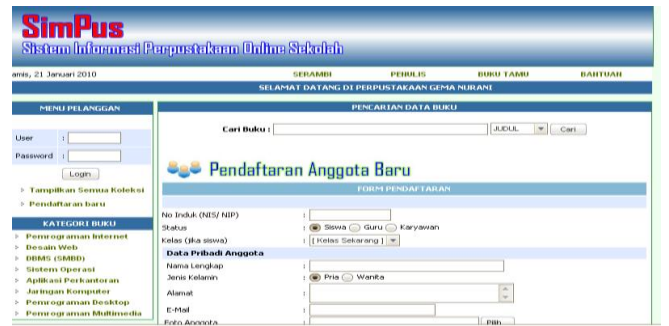 SimPus
Sistem Informasi Perpustakaan Online Sekolah
amis, 21 Januari 2010
SERAMBI PENULIS BUKU TAMU BANTUAN
SELAMAT DATANG DI PERPUSTAKAAN GEMA NURANI
MENU PELANGGAN
User :
Password :
Login
Tampilkan Semua Koleksi
Pendaftaran baru
KATEGORI BUKU
Pemrograman Internet
Desain Web
DBMS (SMBD)
Sistem Operasi
Aplikasi Perkantoran
Jaringan Komputer
Pemrograman Desktop
Pemrograman Multimedia
PENCARIAN DATA BUKU
Cari Buku : JUDUL Cari
Pendaftaran Anggota Baru
FORM PENDAFTARAN
No Induk (NIS/ NIP) :
Status : Siswa Guru Karyawan
Kelas (jika siswa) : [ Kelas Sekarang ]
Data Pribadi Anggota
Nama Lengkap :
Jenis Kelamin : Pria Wanita
Alamat :
E-Mail :
Foto Anggota : Pilih